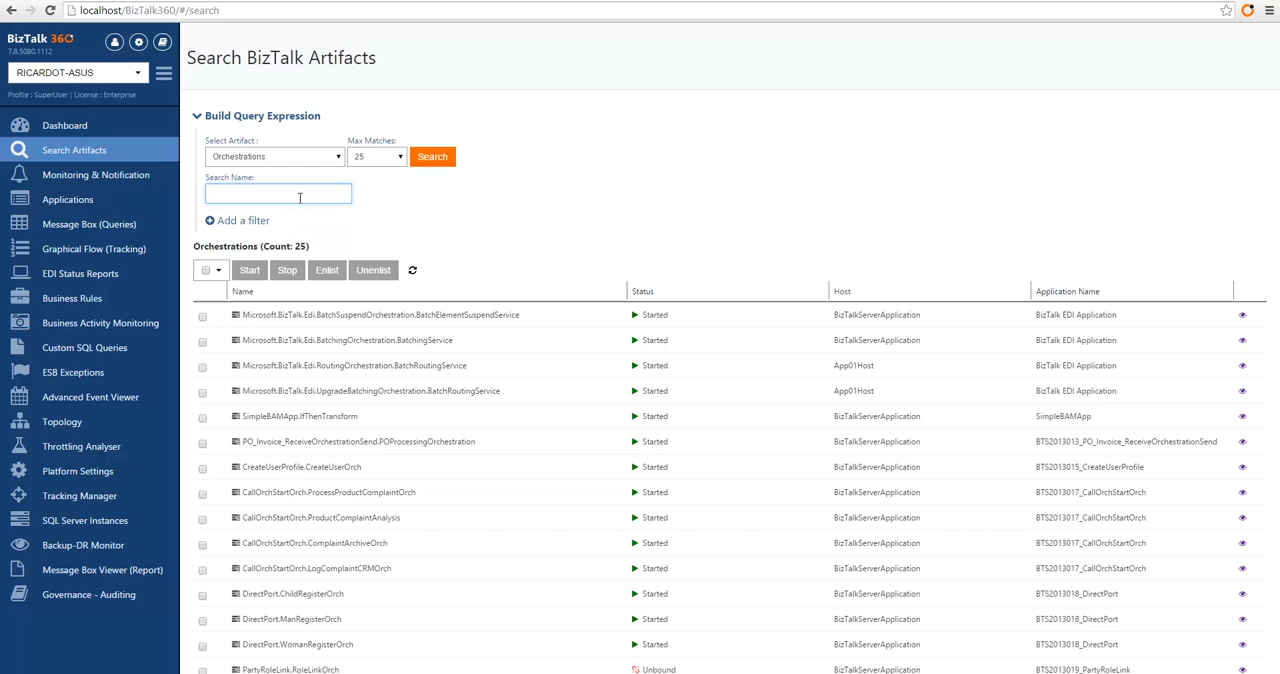 localhost/BizTalk360/#/search
BizTalk 360
7.8.5080.1112
RICARDOT-ASUS
Profile : SuperUser | License : Enterprise
Dashboard
Search Artifacts
Monitoring & Notification
Applications
Message Box (Queries)
Graphical Flow (Tracking)
EDI Status Reports
Business Rules
Business Activity Monitoring
Custom SQL Queries
ESB Exceptions
Advanced Event Viewer
Topology
Throttling Analyser
Platform Settings
Tracking Manager
SQL Server Instances
Backup-DR Monitor
Message Box Viewer (Report)
Governance - Auditing
Search BizTalk Artifacts
Build Query Expression
Select Artifact : Max Matches:
Orchestrations 25 Search
Search Name:
Add a filter
Orchestrations (Count: 25)
Start Stop Enlist Unenlist
Name Status Host Application Name
Microsoft.BizTalk.Edi.BatchSuspendOrchestration.BatchElementSuspendService Started BizTalkServerApplication BizTalk EDI Application
Microsoft.BizTalk.Edi.BatchingOrchestration.BatchingService Started BizTalkServerApplication BizTalk EDI Application
Microsoft.BizTalk.Edi.RoutingOrchestration.BatchRoutingService Started App01Host BizTalk EDI Application
Microsoft.BizTalk.Edi.UpgradeBatchingOrchestration.BatchRoutingService Started App01Host BizTalk EDI Application
SimpleBAMApp.IfThenTransform Started BizTalkServerApplication SimpleBAMApp
PO_Invoice_ReceiveOrchestrationSend.POProcessingOrchestration Started BizTalkServerApplication BTS2013013_PO_Invoice_ReceiveOrchestrationSend
CreateUserProfile.CreateUserOrch Started BizTalkServerApplication BTS2013015_CreateUserProfile
CallOrchStartOrch.ProcessProductComplaintOrch Started BizTalkServerApplication BTS2013017_CallOrchStartOrch
CallOrchStartOrch.ProductComplaintAnalysis Started BizTalkServerApplication BTS2013017_CallOrchStartOrch
CallOrchStartOrch.ComplaintArchiveOrch Started BizTalkServerApplication BTS2013017_CallOrchStartOrch
CallOrchStartOrch.LogComplaintCRMOrch Started BizTalkServerApplication BTS2013017_CallOrchStartOrch
DirectPort.ChildRegisterOrch Started BizTalkServerApplication BTS2013018_DirectPort
DirectPort.ManRegisterOrch Started BizTalkServerApplication BTS2013018_DirectPort
DirectPort.WomanRegisterOrch Started BizTalkServerApplication BTS2013018_DirectPort
PartyRoleLink.RoleLinkOrch Unbound BizTalkServerApplication BTS2013019_PartyRoleLink